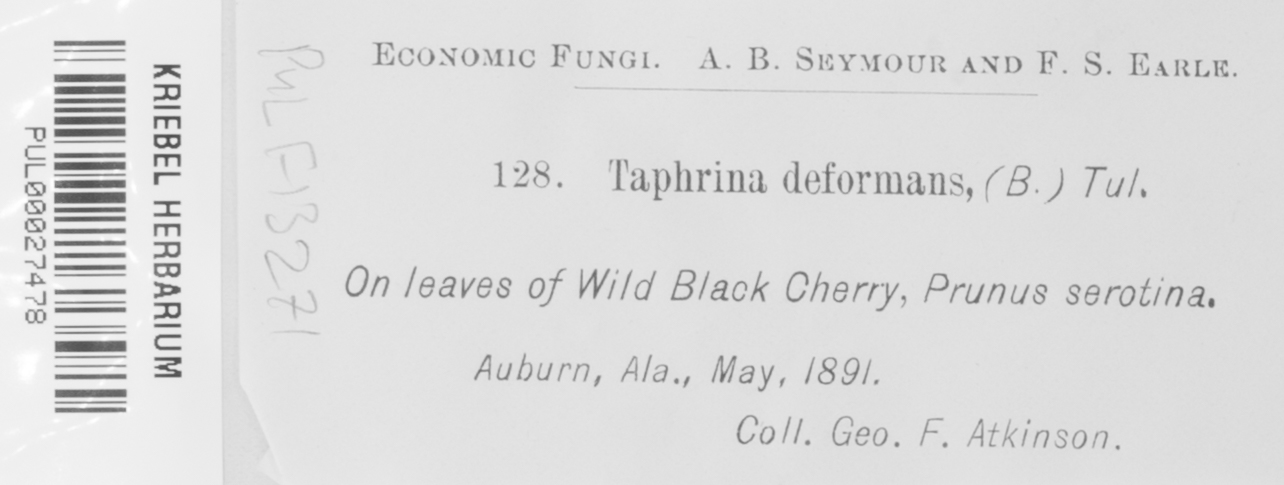 KRIEBEL HERBARIUM
PUL00027478
PUL F13271
ECONOMIC FUNGI. A. B. SEYMOUR AND F. S. EARLE.
128. Taphrina deformans, (B.) Tul.
On leaves of Wild Black Cherry, Prunus serotina.
Auburn, Ala., May, 1891.
Coll. Geo. F. Atkinson.